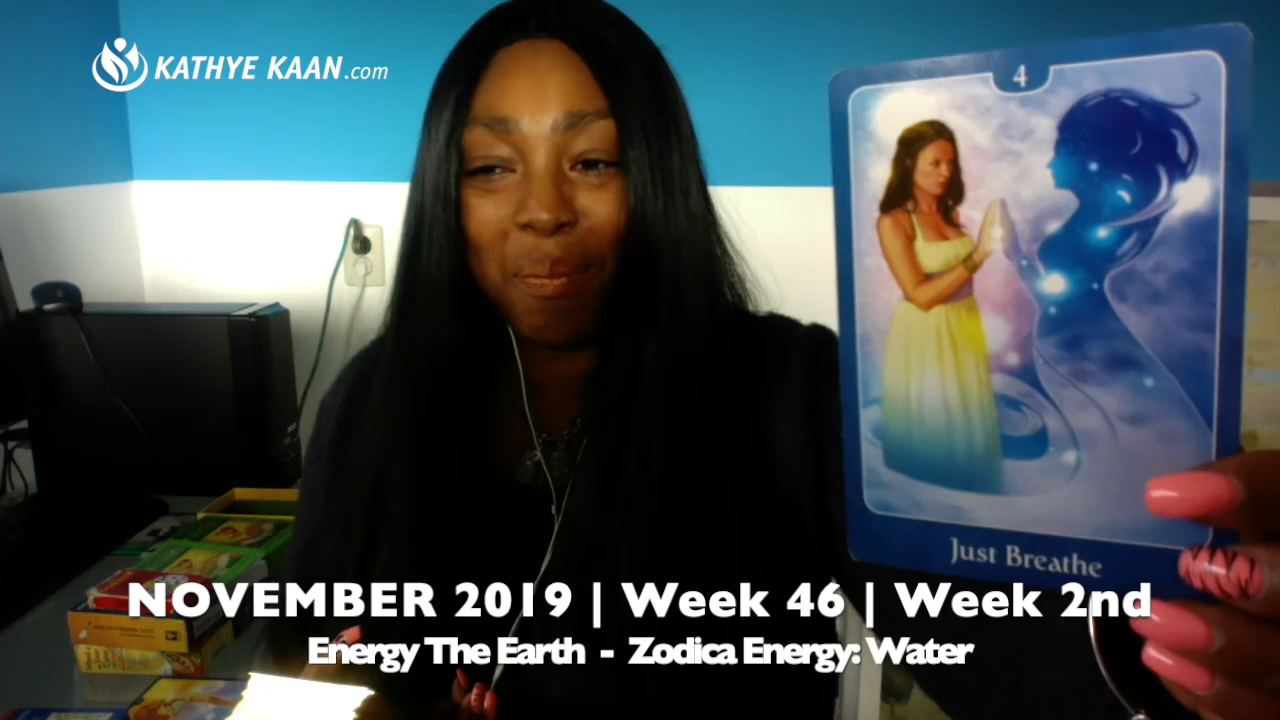 KATHYE KAAN.com
4
Just Breathe
NOVEMBER 2019 | Week 46 | Week 2nd
Energy The Earth - Zodica Energy: Water